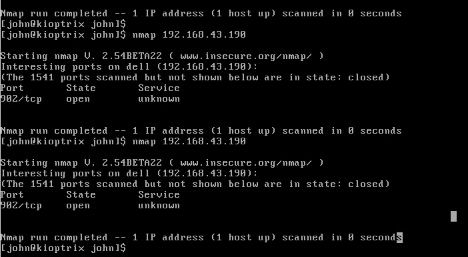 Nmap run completed -- 1 IP address (1 host up) scanned in 0 seconds
[john@kioptrix john]$
[john@kioptrix john]$ nmap 192.168.43.190
Starting nmap V. 2.54BETA22 ( www.insecure.org/nmap/ )
Interesting ports on dell (192.168.43.190):
(The 1541 ports scanned but not shown below are in state: closed)
Port State Service
902/tcp open unknown
Nmap run completed -- 1 IP address (1 host up) scanned in 0 seconds
[john@kioptrix john]$ nmap 192.168.43.190
Starting nmap V. 2.54BETA22 ( www.insecure.org/nmap/ )
Interesting ports on dell (192.168.43.190):
(The 1541 ports scanned but not shown below are in state: closed)
Port State Service
902/tcp open unknown
Nmap run completed -- 1 IP address (1 host up) scanned in 0 seconds
[john@kioptrix john]$